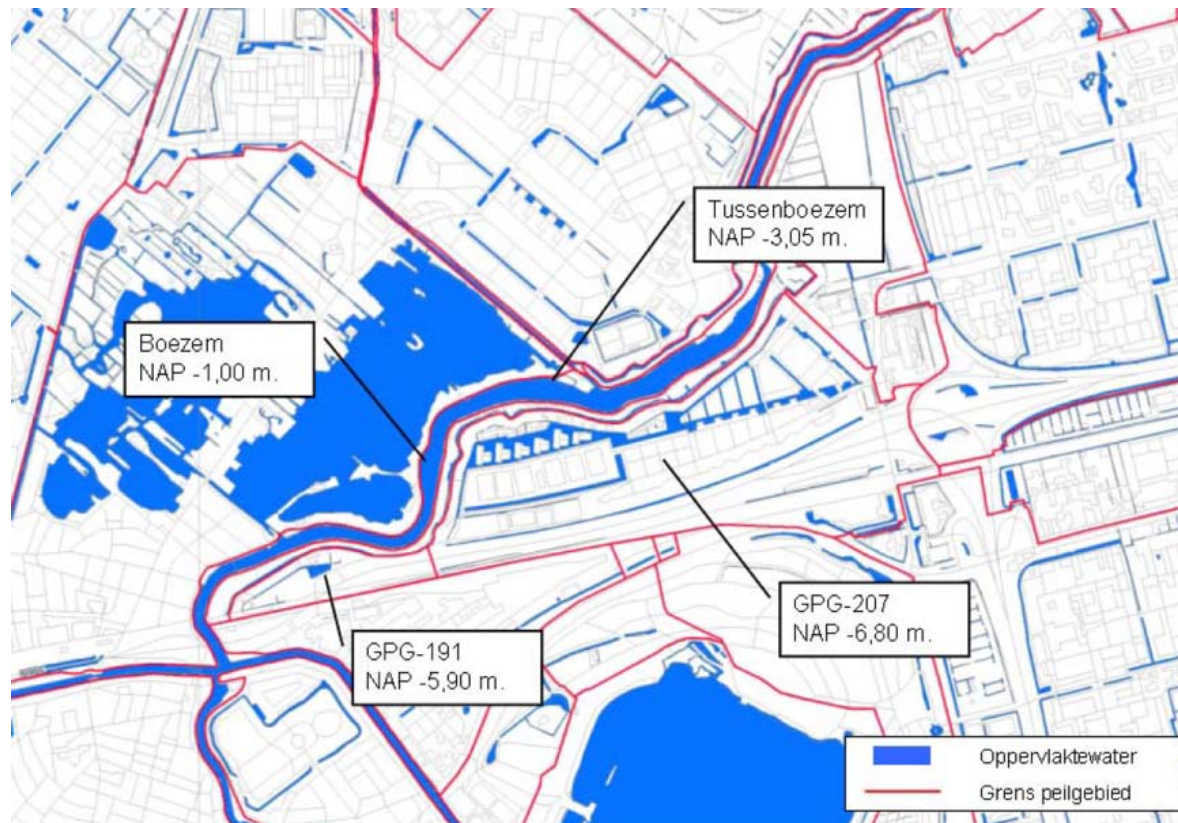 Tussenboezem
NAP -3,05 m.
Boezem
NAP -1,00 m.
GPG-207
NAP -6,80 m.
GPG-191
NAP -5,90 m.
Oppervlaktewater
Grens peilgebied